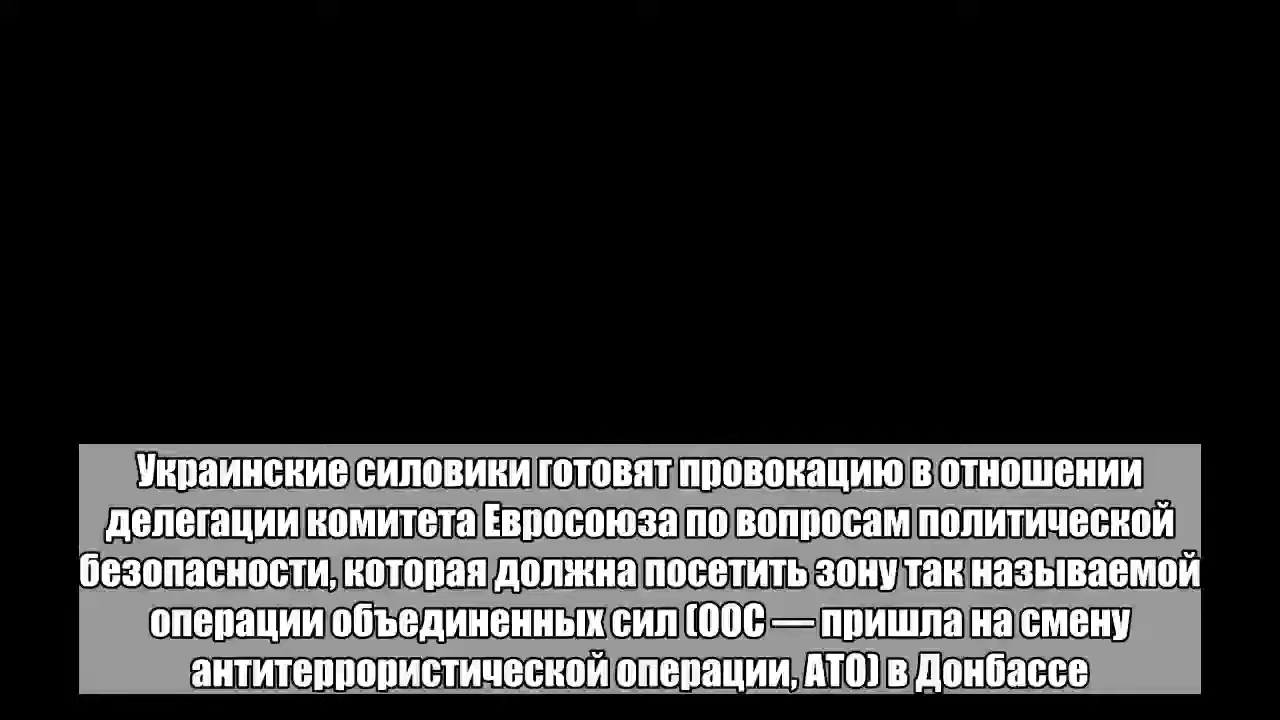 Украинские силовики готовят провокацию в отношении
делегации комитета Евросоюза по вопросам политической
безопасности, которая должна посетить зону так называемой
операции объединенных сил (ООС — пришла на смену
антитеррористической операции, АТО) в Донбассе